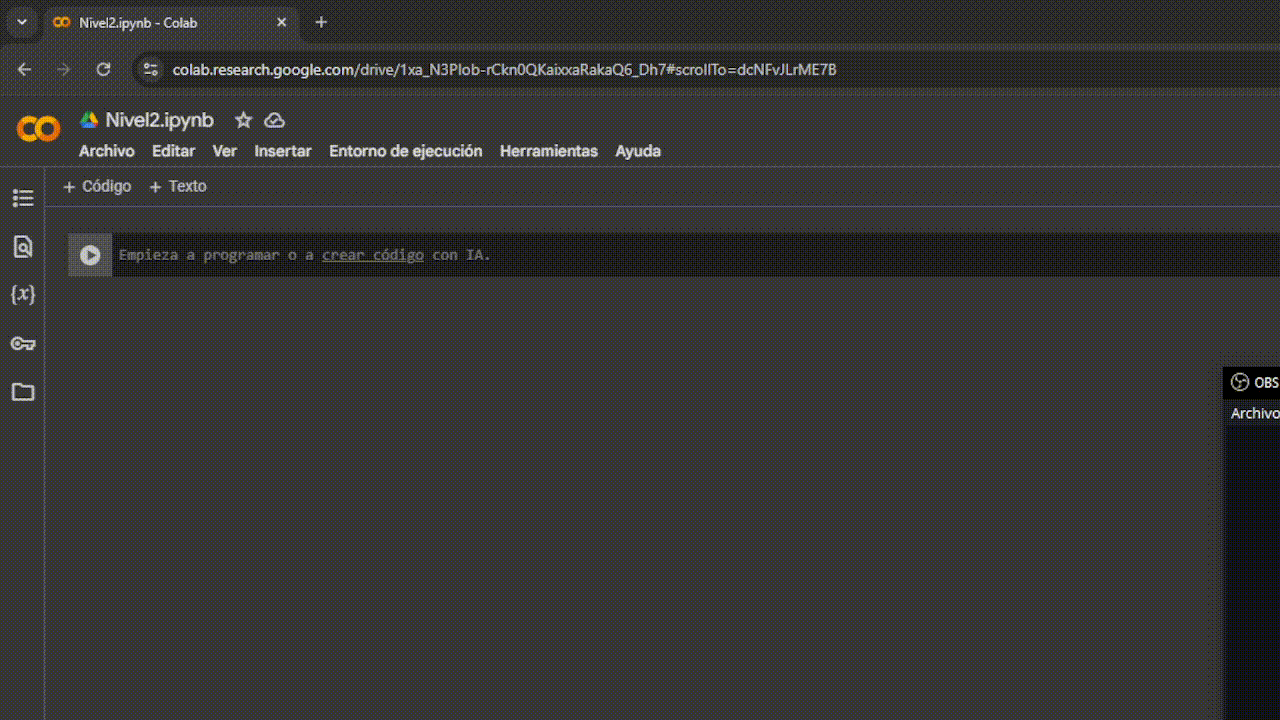 Nivel2.ipynb - Colab
colab.research.google.com/drive/1xa_N3Plob-rCkn0QKaixxaRakaQ6_Dh7#scrollTo=dcNFvJLrME7B
Nivel2.ipynb
Archivo Editar Ver Insertar Entorno de ejecución Herramientas Ayuda
+ Código + Texto
Empieza a programar o a crear código con IA.
{x}
OBS
Archivo